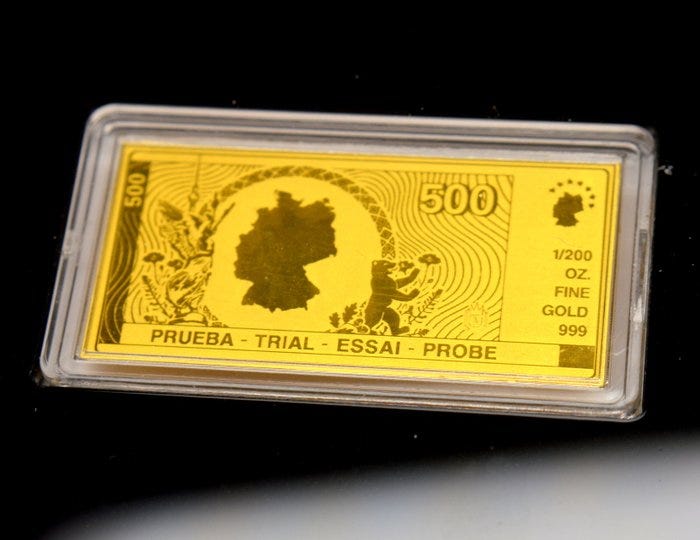 500
500
1/200
OZ.
FINE
GOLD
999
PRUEBA - TRIAL - ESSAI - PROBE